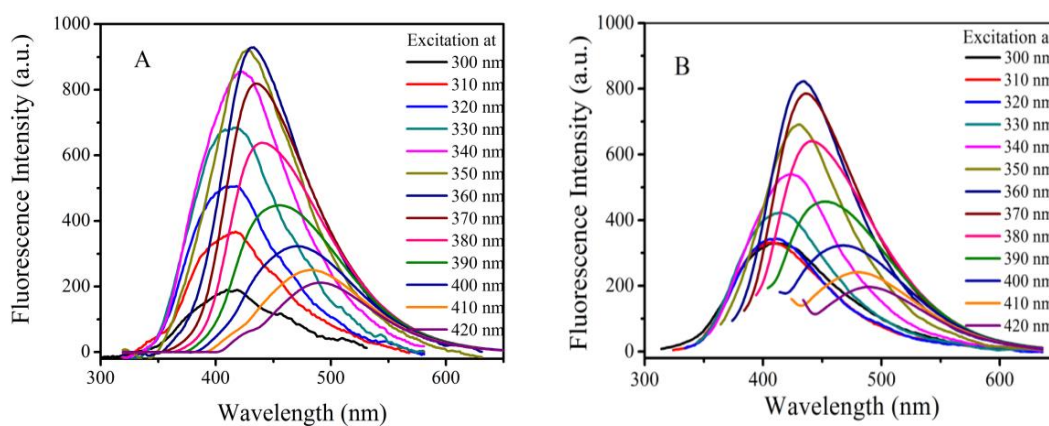 1000
800
600
400
200
0
Fluorescence Intensity (a.u.)
A
Excitation at
300 nm
310 nm
320 nm
330 nm
340 nm
350 nm
360 nm
370 nm
380 nm
390 nm
400 nm
410 nm
420 nm
300 400 500 600
Wavelength (nm)
1000
800
600
400
200
0
Fluorescence Intensity (a.u.)
B
Excitation a
300 nm
310 nm
320 nm
330 nm
340 nm
350 nm
360 nm
370 nm
380 nm
390 nm
400 nm
410 nm
420 nm
300 400 500 600
Wavelength (nm)